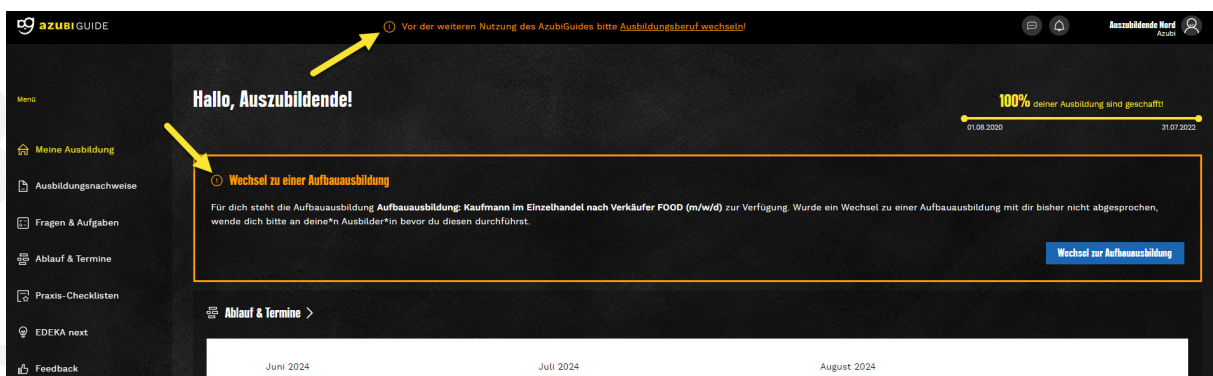 azubiGUIDE
Vor der weiteren Nutzung des AzubiGuides bitte Ausbildungsberuf wechseln!
Auszubildende Nord
Azubi
Menü
Hallo, Auszubildende!
100% deiner Ausbildung sind geschafft!
01.08.2020
31.07.2022
Meine Ausbildung
Ausbildungsnachweise
Fragen & Aufgaben
Ablauf & Termine
Praxis-Checklisten
EDEKA next
Feedback
Wechsel zu einer Aufbauausbildung
Für dich steht die Aufbauausbildung Aufbauausbildung: Kaufmann im Einzelhandel nach Verkäufer FOOD (m/w/d) zur Verfügung. Wurde ein Wechsel zu einer Aufbauausbildung mit dir bisher nicht abgesprochen,
wende dich bitte an deine*n Ausbilder*in bevor du diesen durchführst.
Wechsel zur Aufbauausbildung
Ablauf & Termine >
Juni 2024
Juli 2024
August 2024